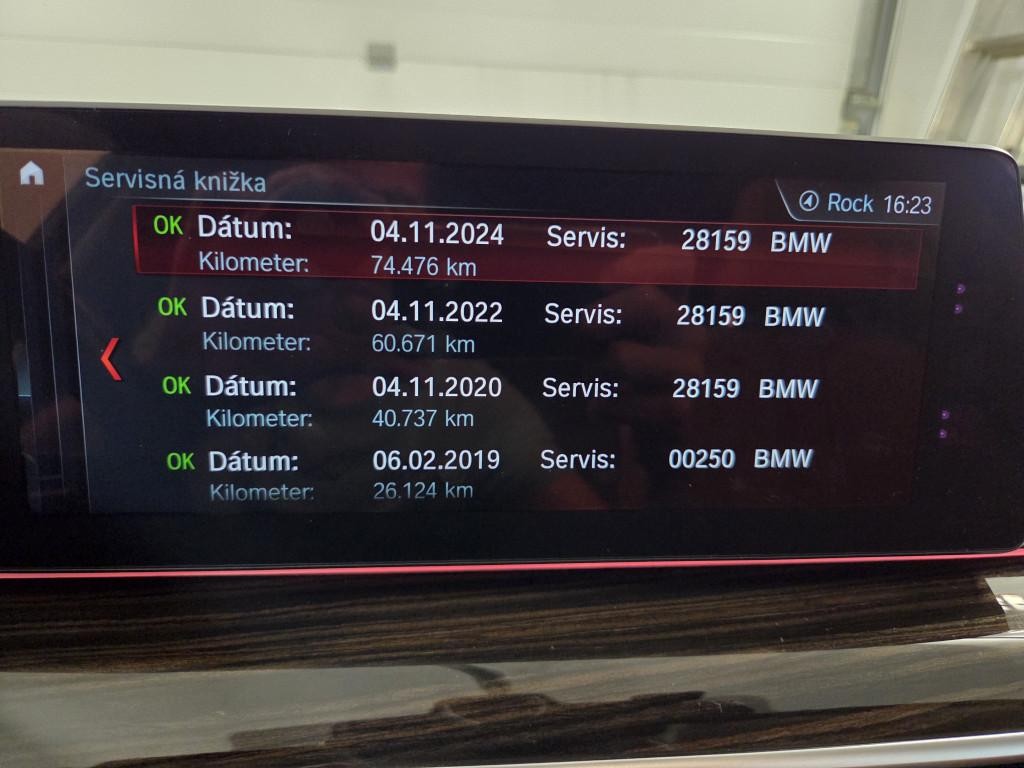 Servisná knižka
Rock 16:23
OK Dátum: 04.11.2024 Servis: 28159 BMW
Kilometer: 74.476 km
OK Dátum: 04.11.2022 Servis: 28159 BMW
Kilometer: 60.671 km
OK Dátum: 04.11.2020 Servis: 28159 BMW
Kilometer: 40.737 km
OK Dátum: 06.02.2019 Servis: 00250 BMW
Kilometer: 26.124 km